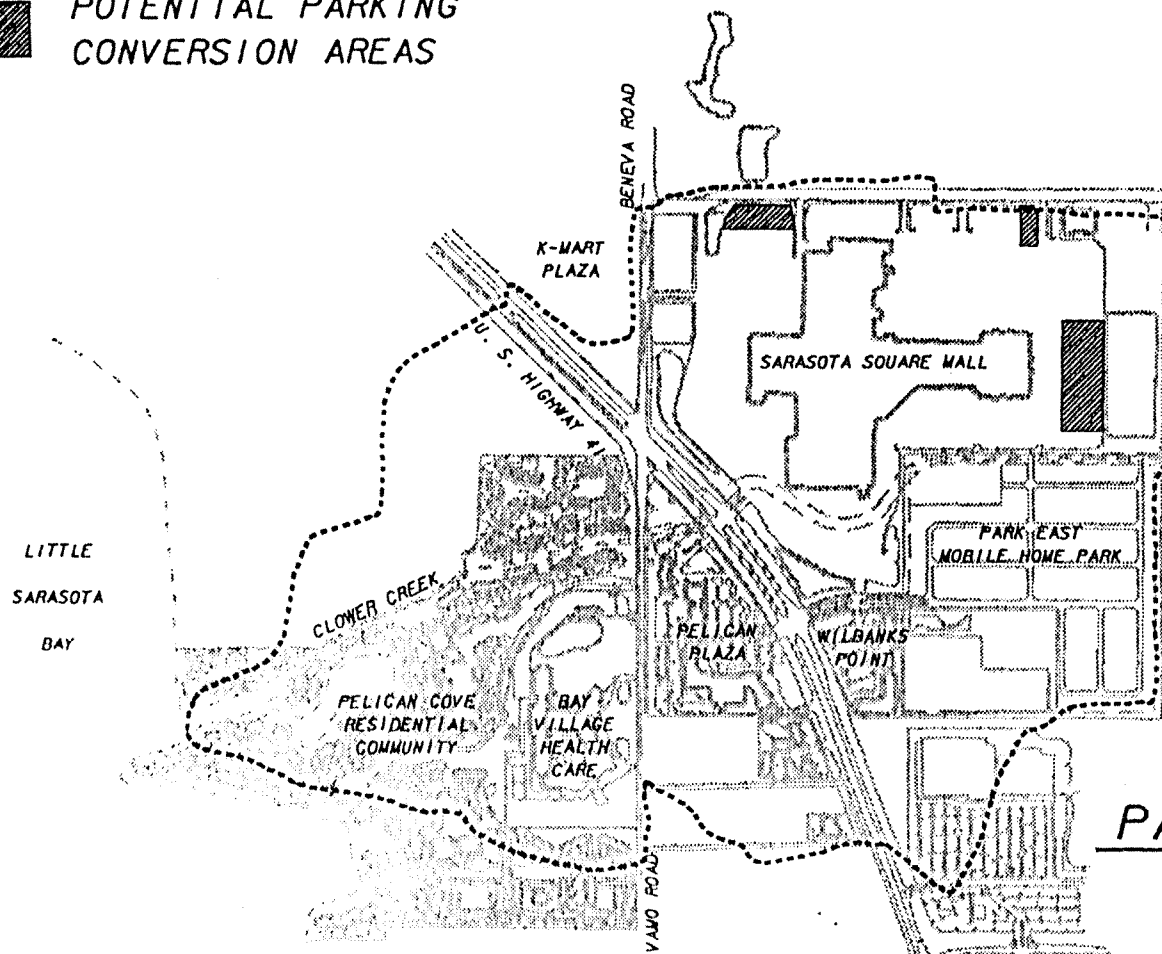 POTENTIAL PARKING
CONVERSION AREAS
BENEVA ROAD
K-MART
PLAZA
U. S. HIGHWAY 41
SARASOTA SQUARE MALL
LITTLE
SARASOTA
BAY
CLOWER CREEK
PARK EAST
MOBILE HOME PARK
PELICAN
PLAZA
WILBANKS
POINT
PELICAN COVE
RESIDENTIAL
COMMUNITY
BAY
VILLAGE
HEALTH
CARE
PA
VAMO ROAD